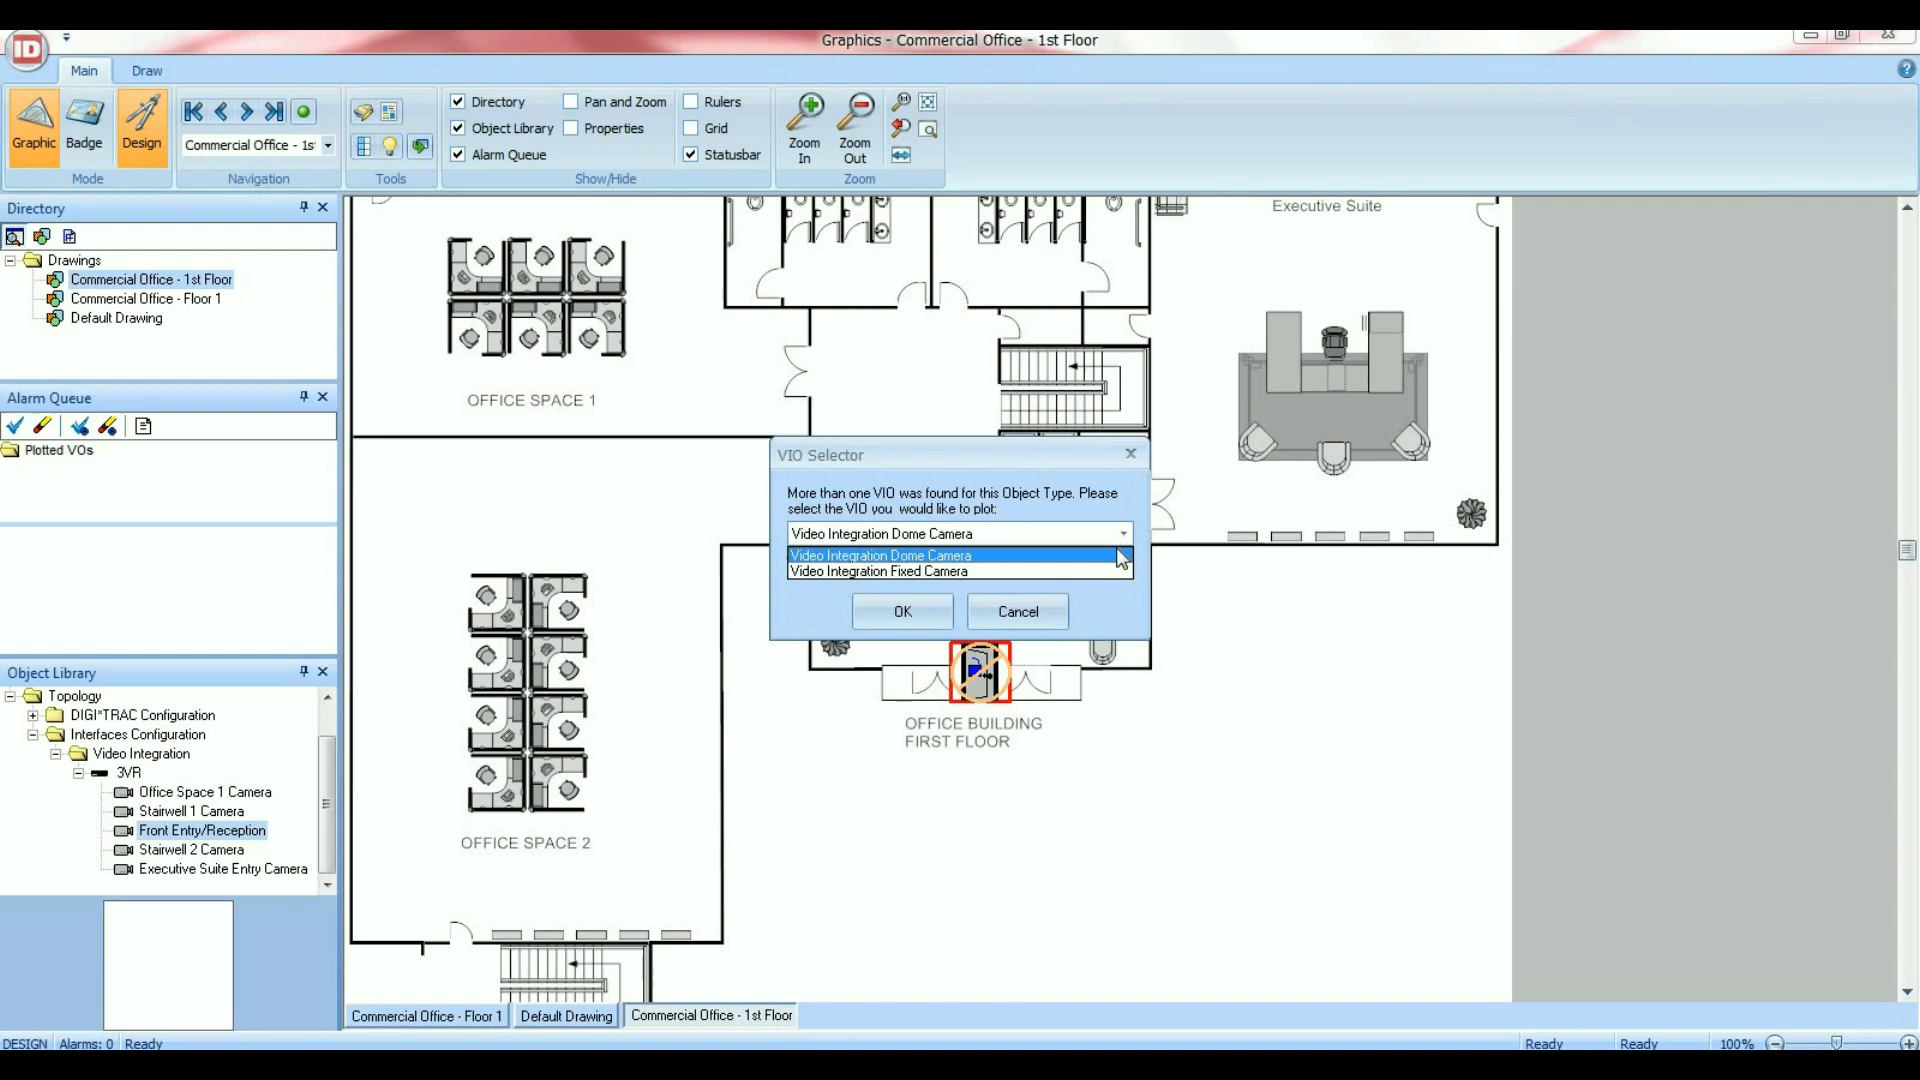 Graphics - Commercial Office - 1st Floor
ID
Main
Draw
Graphic
Badge
Design
Mode
Commercial Office - 1s
Navigation
Tools
Directory
Pan and Zoom
Rulers
Object Library
Properties
Grid
Alarm Queue
Statusbar
Show/Hide
Zoom In
Zoom Out
Zoom
Directory
Drawings
Commercial Office - 1st Floor
Commercial Office - Floor 1
Default Drawing
Alarm Queue
Plotted VOs
Object Library
Topology
DIGI*TRAC Configuration
Interfaces Configuration
Video Integration
3VR
Office Space 1 Camera
Stairwell 1 Camera
Front Entry/Reception
Stairwell 2 Camera
Executive Suite Entry Camera
Executive Suite
OFFICE SPACE 1
VIO Selector
More than one VIO was found for this Object Type. Please
select the VIO you would like to plot:
Video Integration Dome Camera
Video Integration Dome Camera
Video Integration Fixed Camera
OK
Cancel
OFFICE BUILDING
FIRST FLOOR
OFFICE SPACE 2
Commercial Office - Floor 1
Default Drawing
Commercial Office - 1st Floor
DESIGN
Alarms: 0
Ready
Ready
Ready
100%